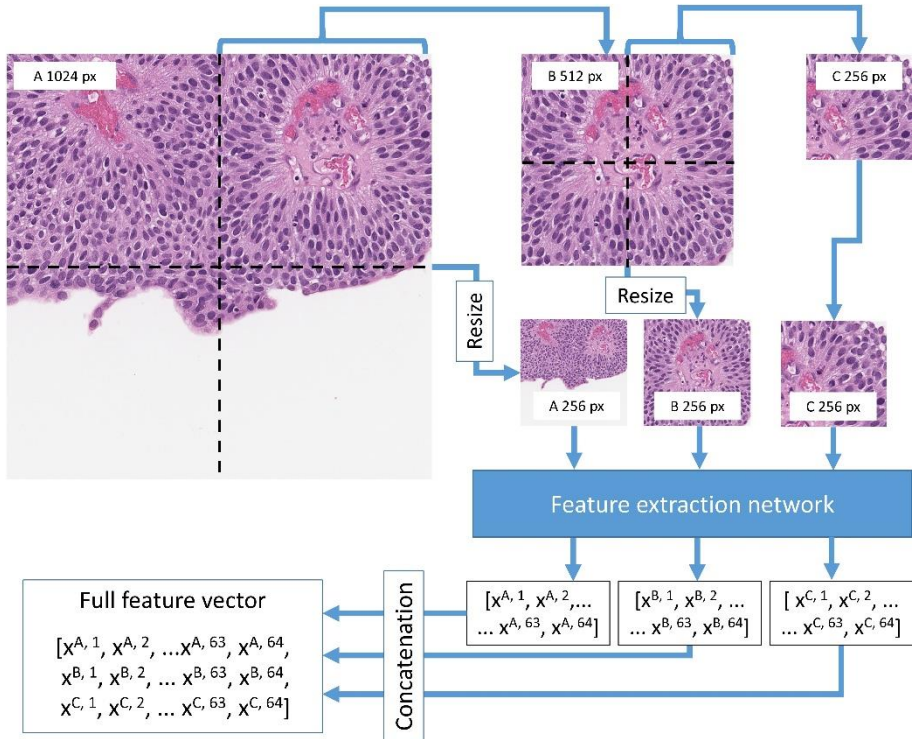 A 1024 px
B 512 px
C 256 px
Resize
Resize
A 256 px
B 256 px
C 256 px
Feature extraction network
[x^A, 1, x^A, 2,...
... x^A, 63, x^A, 64]
[x^B, 1, x^B, 2, ...
... x^B, 63, x^B, 64]
[ x^C, 1, x^C, 2, ...
... x^C, 63, x^C, 64]
Concatenation
Full feature vector
[x^A, 1, x^A, 2, ...x^A, 63, x^A, 64,
x^B, 1, x^B, 2, ... x^B, 63, x^B, 64,
x^C, 1, x^C, 2, ... x^C, 63, x^C, 64]